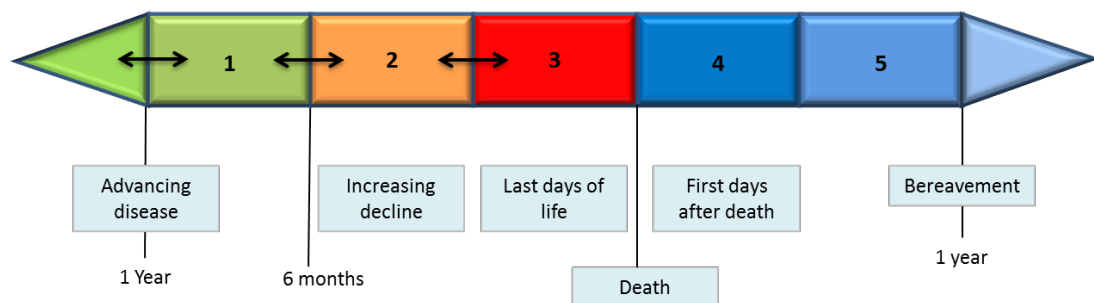 1
2
3
4
5
Advancing
disease
Increasing
decline
Last days of
life
First days
after death
Bereavement
1 Year
6 months
1 year
Death